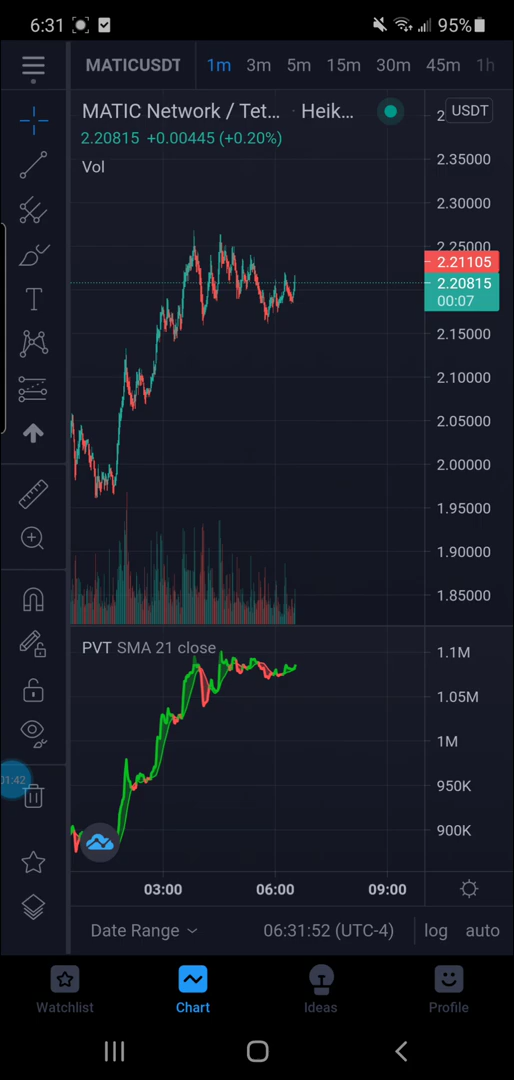 6:31 95%
MATICUSDT 1m 3m 5m 15m 30m 45m 1h
MATIC Network / Tet... · Heik... 2 USDT
2.20815 +0.00445 (+0.20%)
Vol
2.35000
2.30000
2.25000
2.21105
2.20815
00:07
2.15000
2.10000
2.05000
2.00000
1.95000
1.90000
1.85000
PVT SMA 21 close
1.1M
1.05M
1M
950K
900K
01:42
03:00 06:00 09:00
Date Range 06:31:52 (UTC-4) log auto
Watchlist Chart Ideas Profile